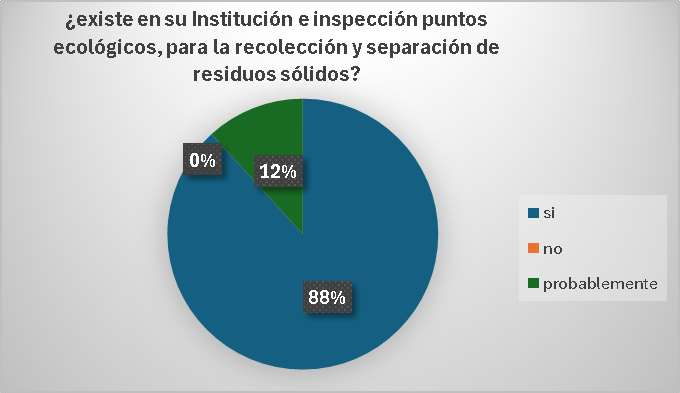 ¿existe en su Institución e inspección puntos
ecológicos, para la recolección y separación de
residuos sólidos?
0%
12%
88%
si
no
probablemente